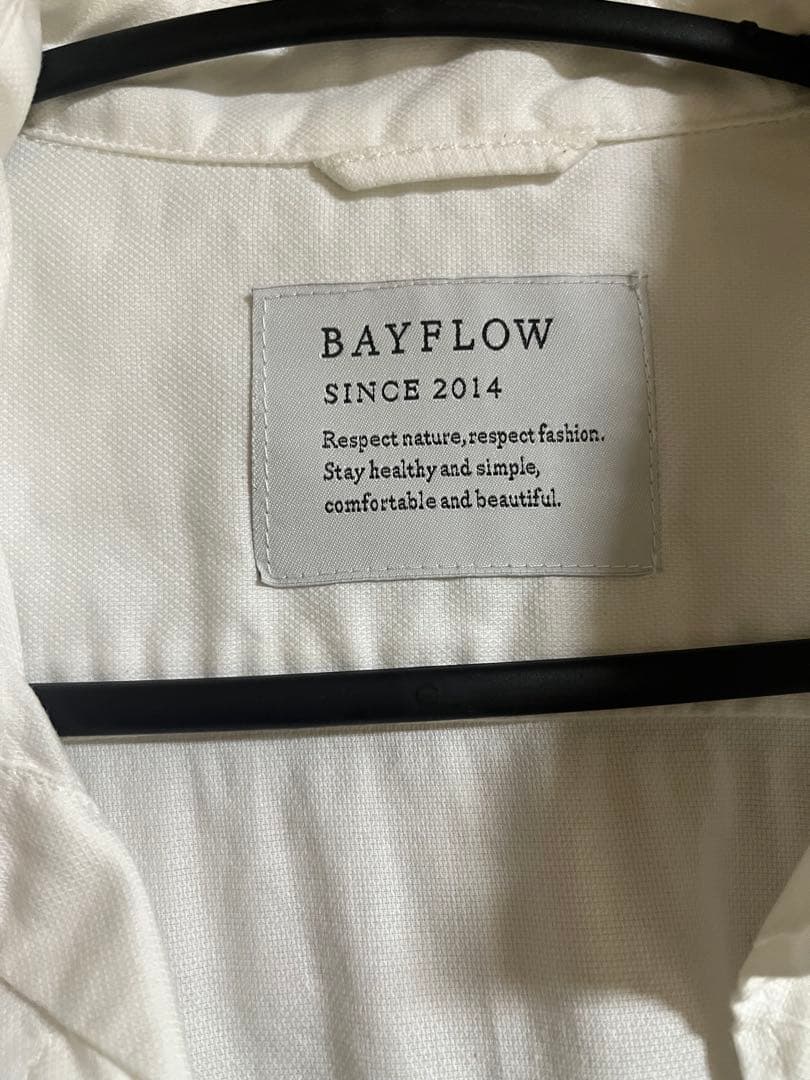 BAYFLOW
SINCE 2014
Respect nature, respect fashion.
Stay healthy and simple,
comfortable and beautiful.